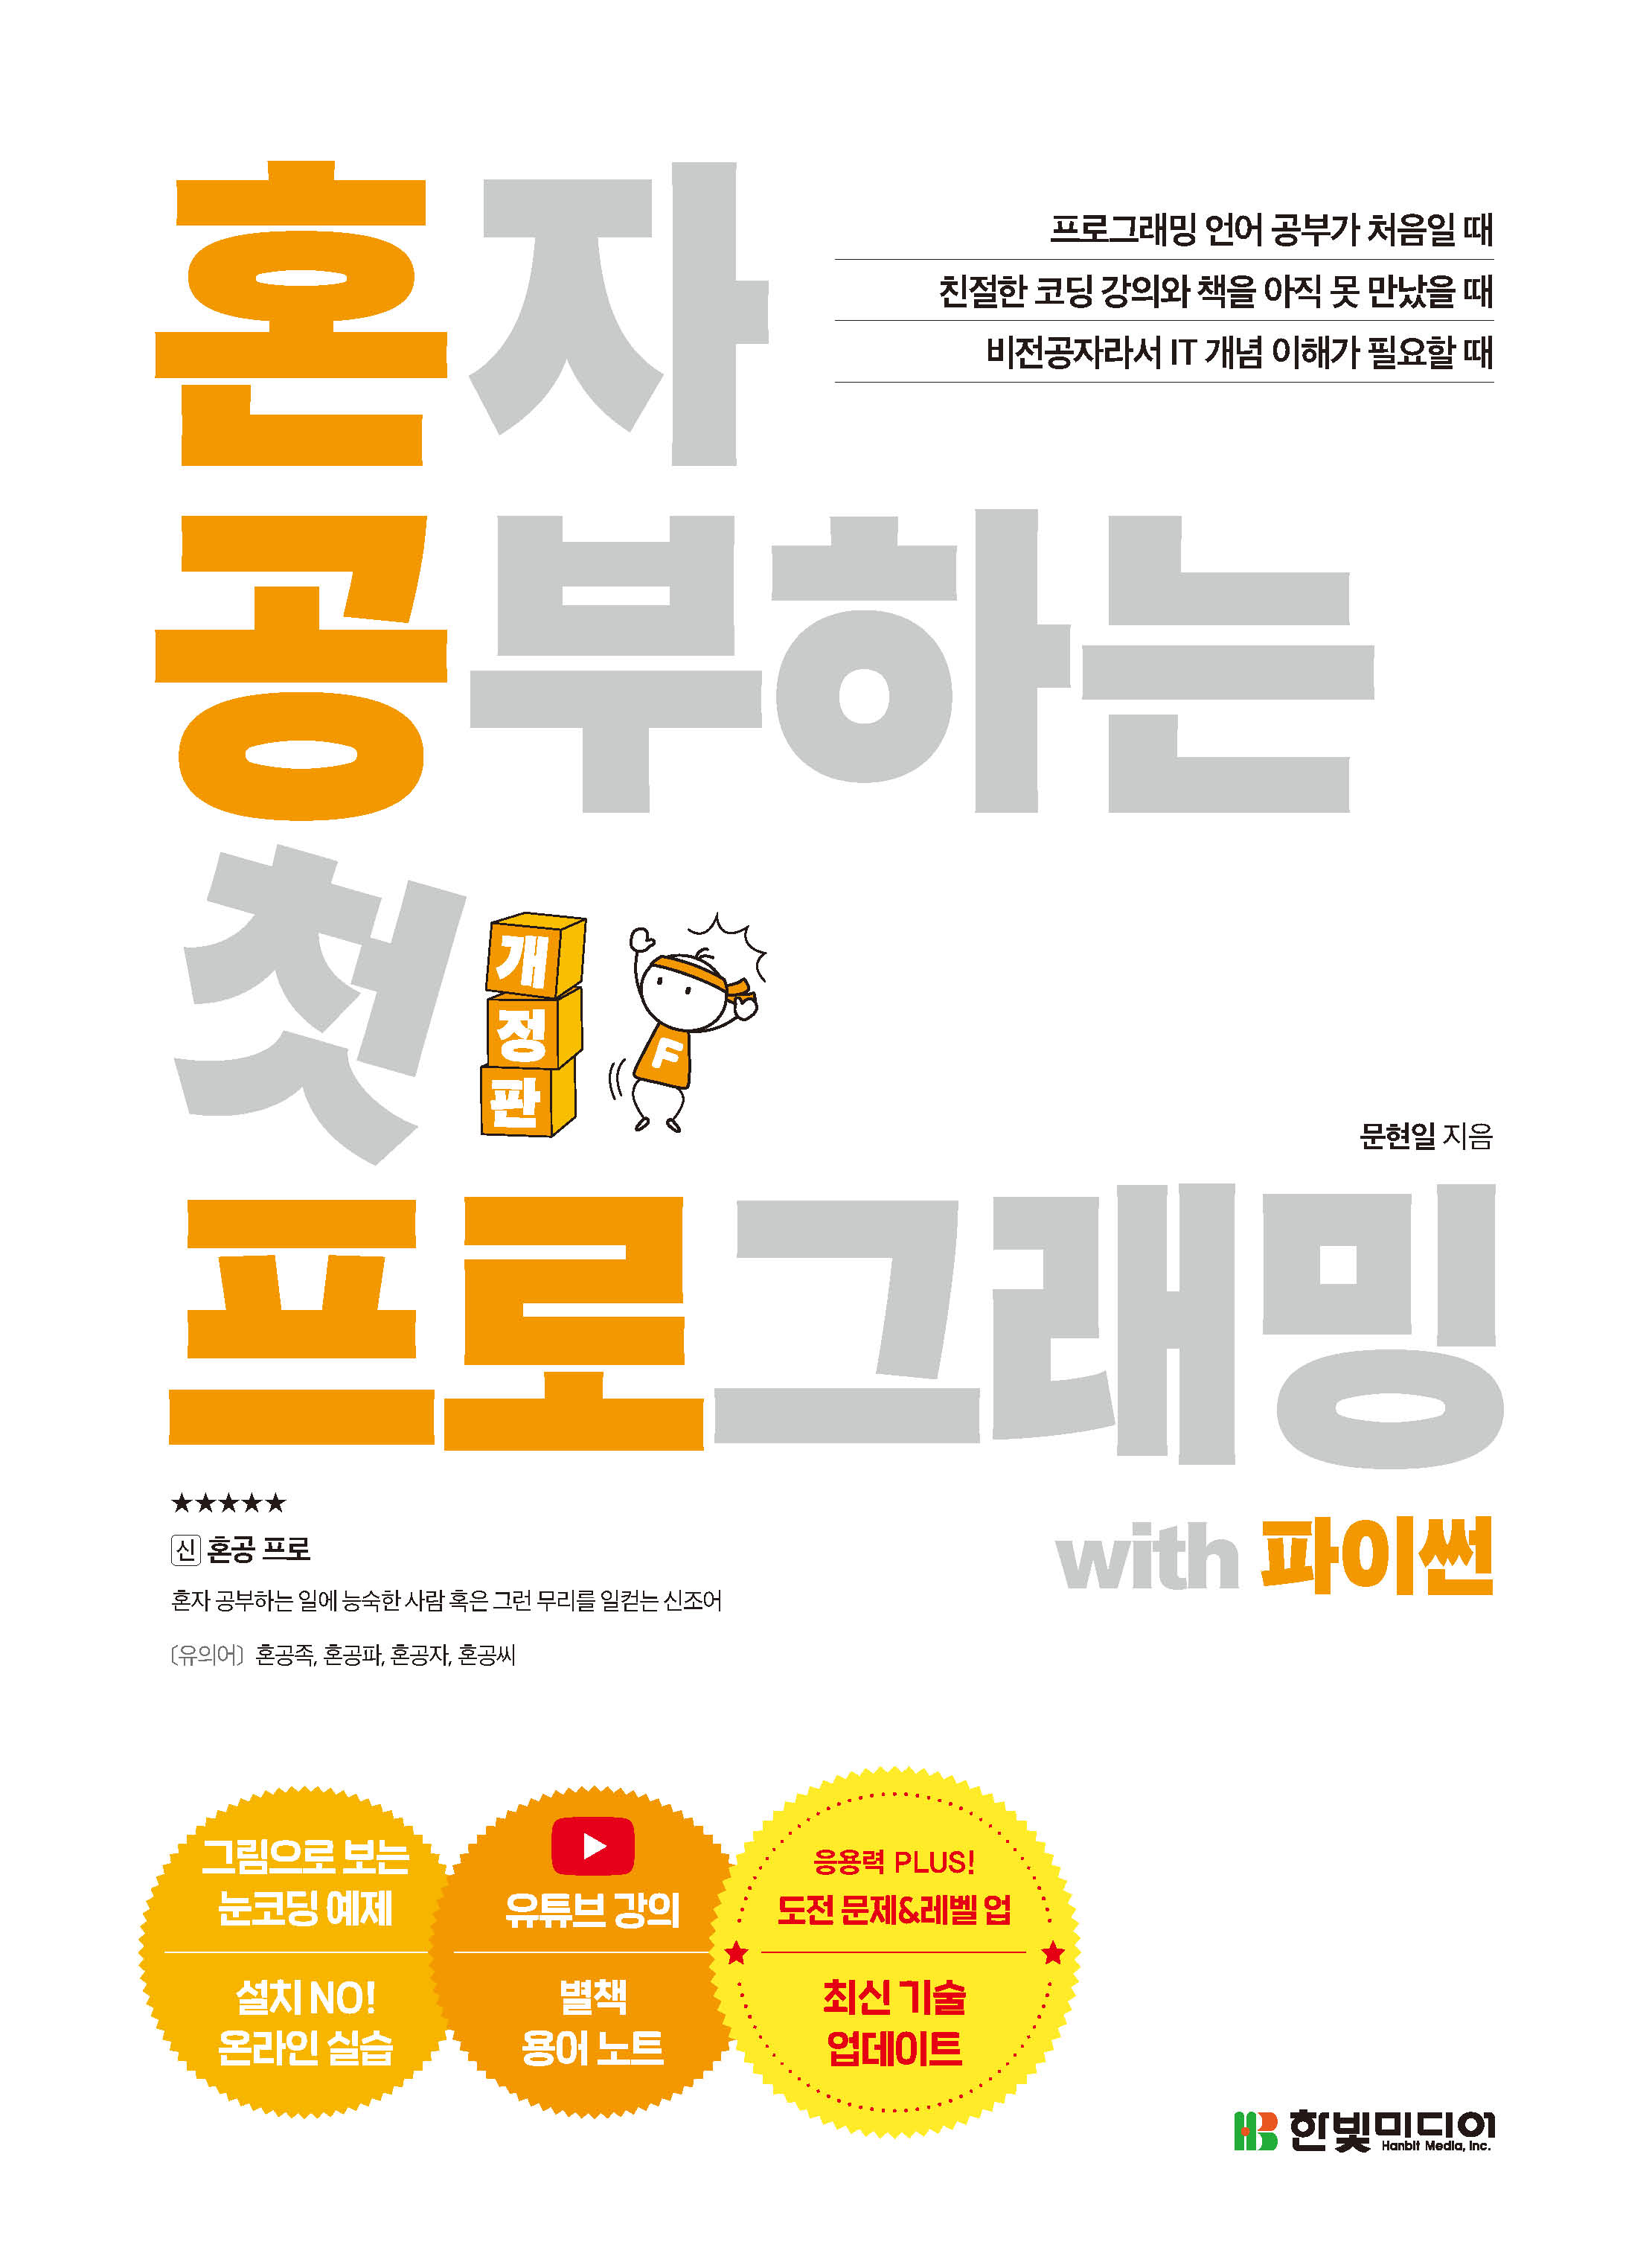 혼자
프로그래밍 언어 공부가 처음일 때
친절한 코딩 강의와 책을 아직 못 만났을 때
비전공자라서 IT 개념 이해가 필요할 때
공부하는
첫
개
정
판
F
문현일 지음
프로그래밍
with 파이썬
★★★★★
신 혼공 프로
혼자 공부하는 일에 능숙한 사람 혹은 그런 무리를 일컫는 신조어
〔유의어〕 혼공족, 혼공파, 혼공자, 혼공씨
그림으로 보는
눈코딩 예제
설치 NO!
온라인 실습
유튜브 강의
별책
용어 노트
응용력 PLUS!
도전 문제&레벨 업
최신 기술
업데이트
HB 한빛미디어
Hanbit Media, Inc.